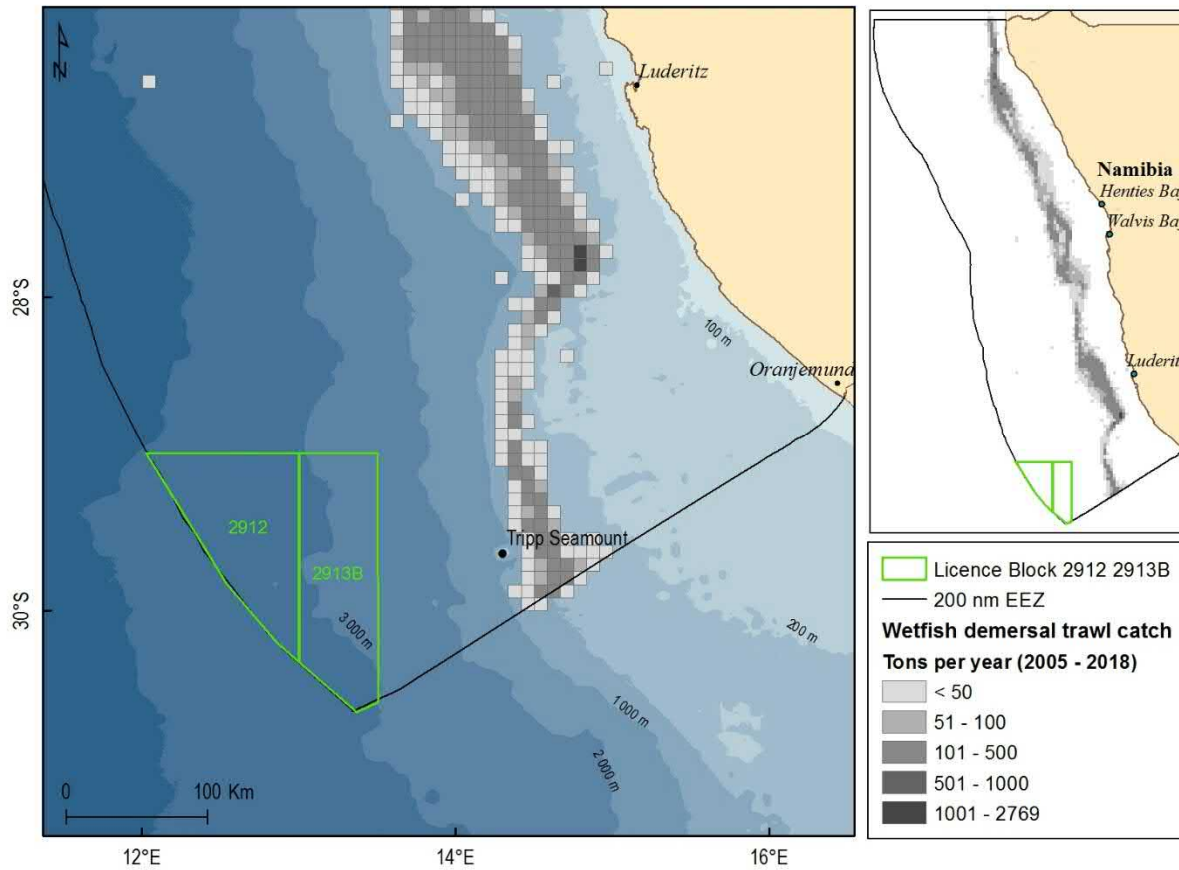 Luderitz
28°S
100 m
Oranjemund
2912
Tripp Seamount
2913B
30°S
3 000 m
200 m
1 000 m
2 000 m
0 100 Km
12°E 14°E 16°E
N
Namibia
Henties Bay
Walvis Bay
Luderitz
Licence Block 2912 2913B
200 nm EEZ
Wetfish demersal trawl catch
Tons per year (2005 - 2018)
< 50
51 - 100
101 - 500
501 - 1000
1001 - 2769